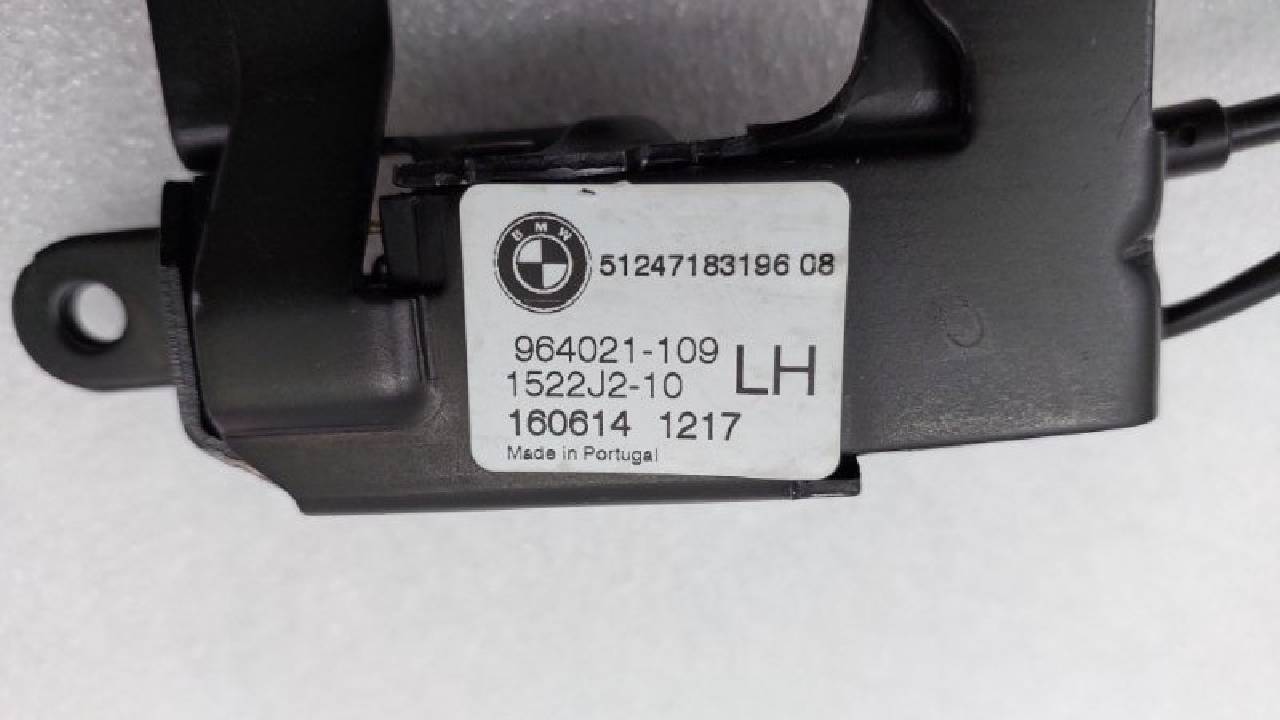 BMW
51247183196 08
964021-109
1522J2-10
LH
160614 1217
Made in Portugal